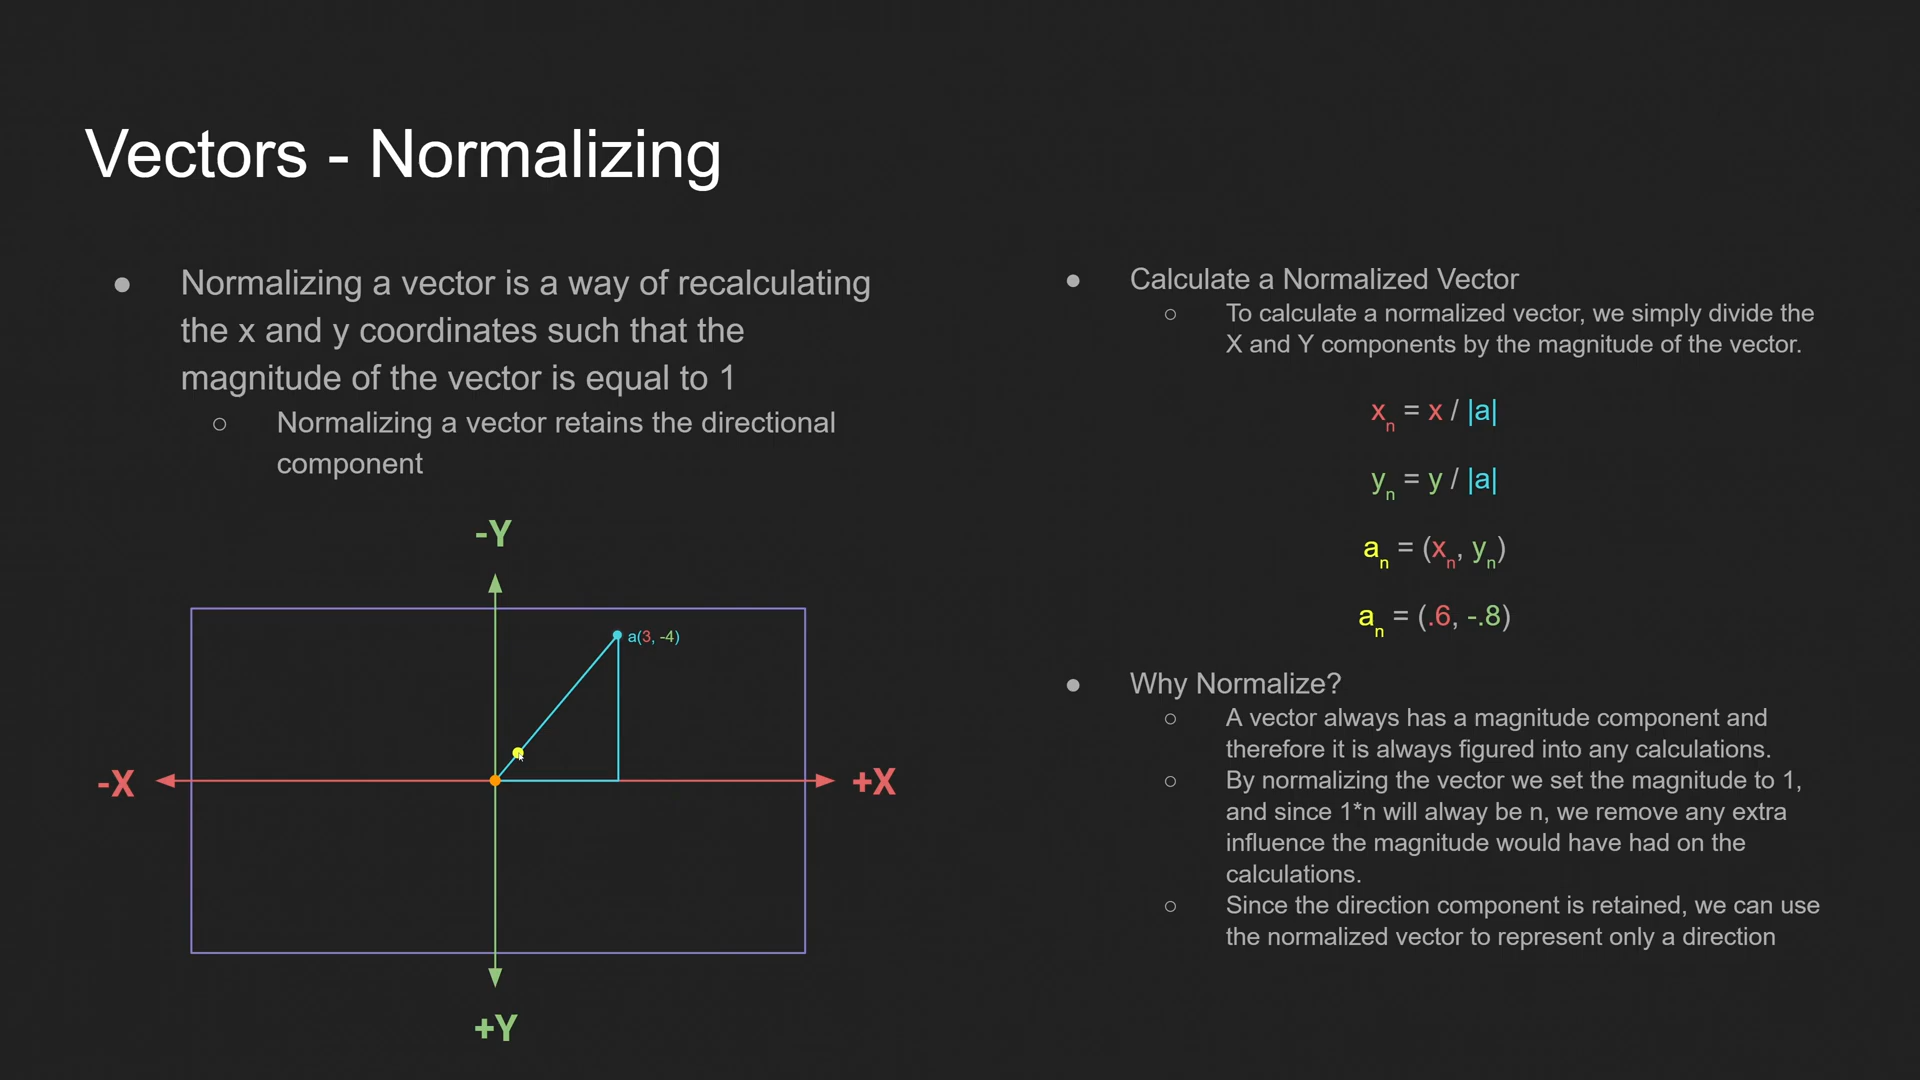 Vectors - Normalizing
● Normalizing a vector is a way of recalculating
the x and y coordinates such that the
magnitude of the vector is equal to 1
○ Normalizing a vector retains the directional
component
-Y
a(3, -4)
-X
+X
+Y
● Calculate a Normalized Vector
○ To calculate a normalized vector, we simply divide the
X and Y components by the magnitude of the vector.
xn = x / |a|
yn = y / |a|
an = (xn, yn)
an = (.6, -.8)
● Why Normalize?
○ A vector always has a magnitude component and
therefore it is always figured into any calculations.
○ By normalizing the vector we set the magnitude to 1,
and since 1*n will alway be n, we remove any extra
influence the magnitude would have had on the
calculations.
○ Since the direction component is retained, we can use
the normalized vector to represent only a direction